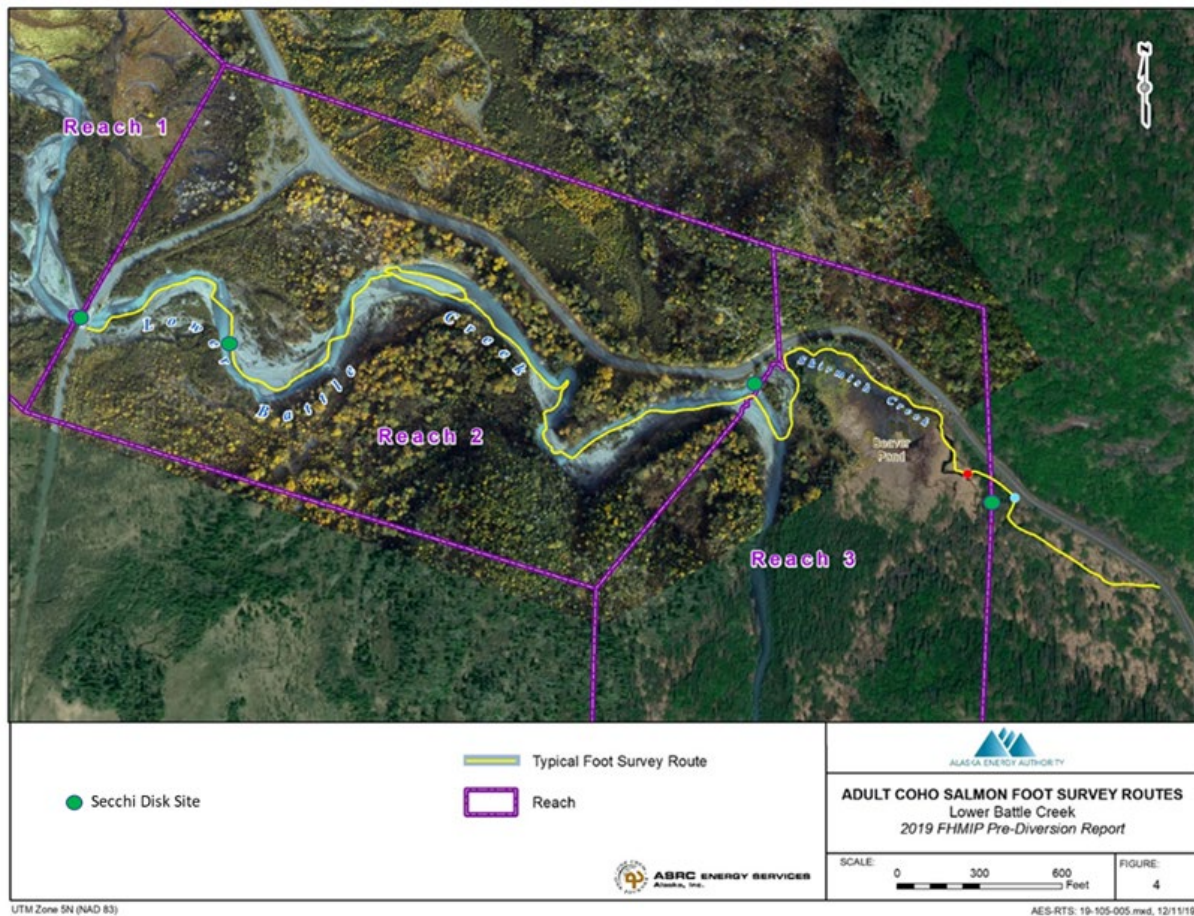 N
Reach 1
Lower
Battle
Creek
Reach 2
Skirmish Creek
Beaver
Pond
Reach 3
Secchi Disk Site
Typical Foot Survey Route
Reach
ASRC ENERGY SERVICES
Alaska, Inc.
ALASKA ENERGY AUTHORITY
ADULT COHO SALMON FOOT SURVEY ROUTES
Lower Battle Creek
2019 FHMIP Pre-Diversion Report
SCALE:
0 300 600
Feet
FIGURE:
4
UTM Zone 5N (NAD 83)
AES-RTS: 19-105-005.mxd, 12/11/19